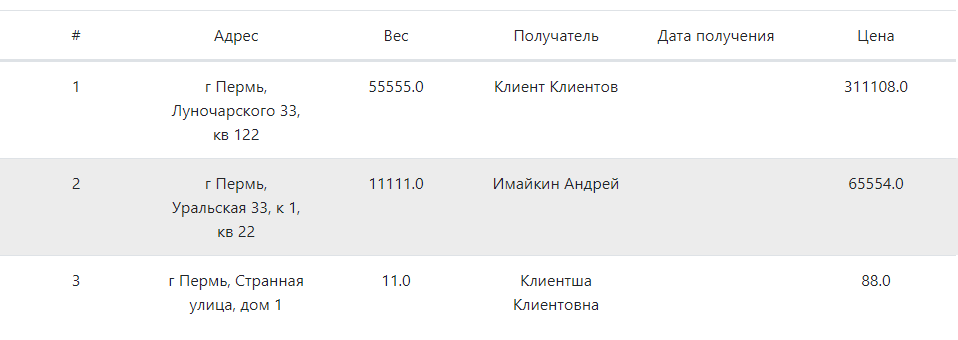 # Адрес Вес Получатель Дата получения Цена
1 г Пермь, 55555.0 Клиент Клиентов 311108.0
Луночарского 33,
кв 122
2 г Пермь, 11111.0 Имайкин Андрей 65554.0
Уральская 33, к 1,
кв 22
3 г Пермь, Странная 11.0 Клиентша 88.0
улица, дом 1 Клиентовна